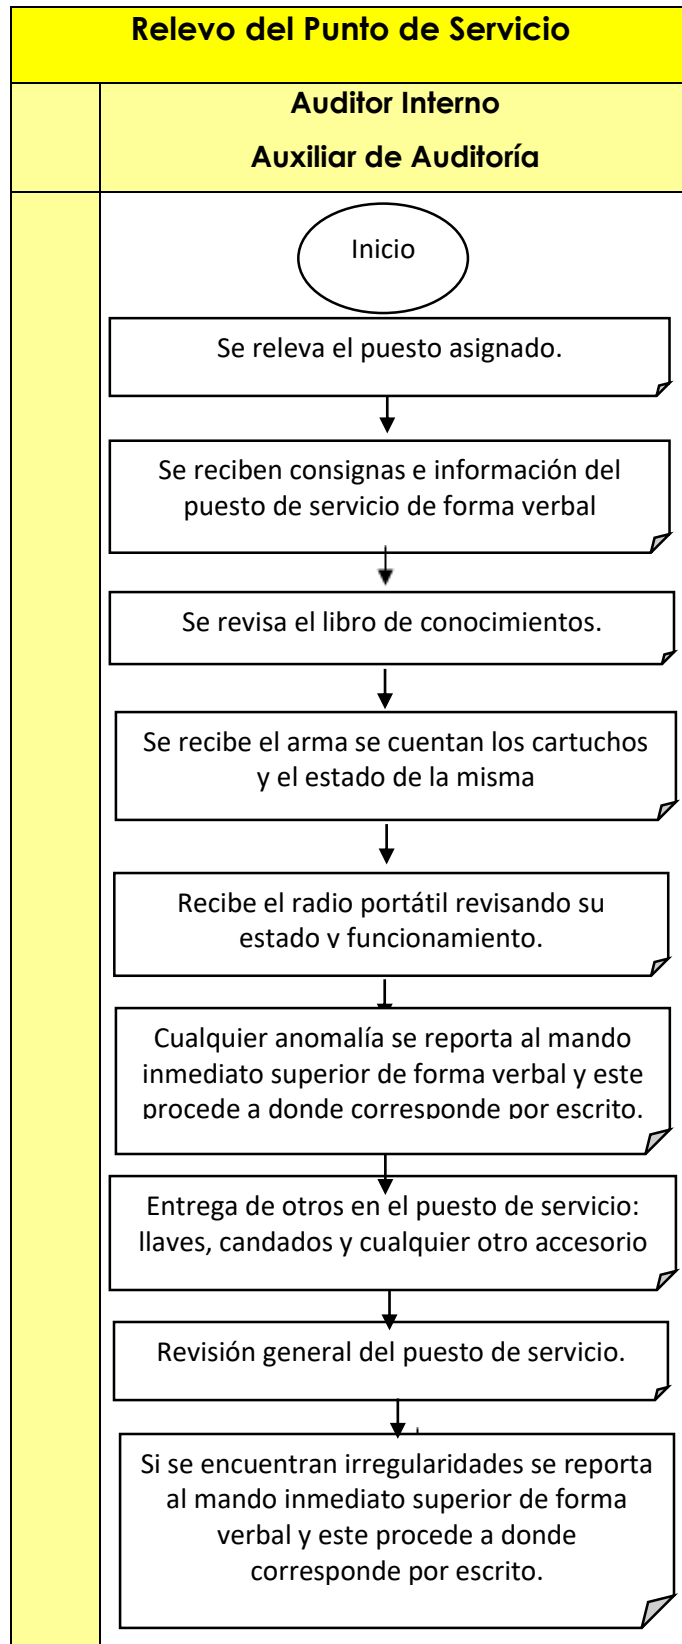 Relevo del Punto de Servicio
Auditor Interno
Auxiliar de Auditoría
Inicio
Se releva el puesto asignado.
Se reciben consignas e información del
puesto de servicio de forma verbal
Se revisa el libro de conocimientos.
Se recibe el arma se cuentan los cartuchos
y el estado de la misma
Recibe el radio portátil revisando su
estado y funcionamiento.
Cualquier anomalía se reporta al mando
inmediato superior de forma verbal y este
procede a donde corresponde por escrito.
Entrega de otros en el puesto de servicio:
llaves, candados y cualquier otro accesorio
Revisión general del puesto de servicio.
Si se encuentran irregularidades se reporta
al mando inmediato superior de forma
verbal y este procede a donde
corresponde por escrito.